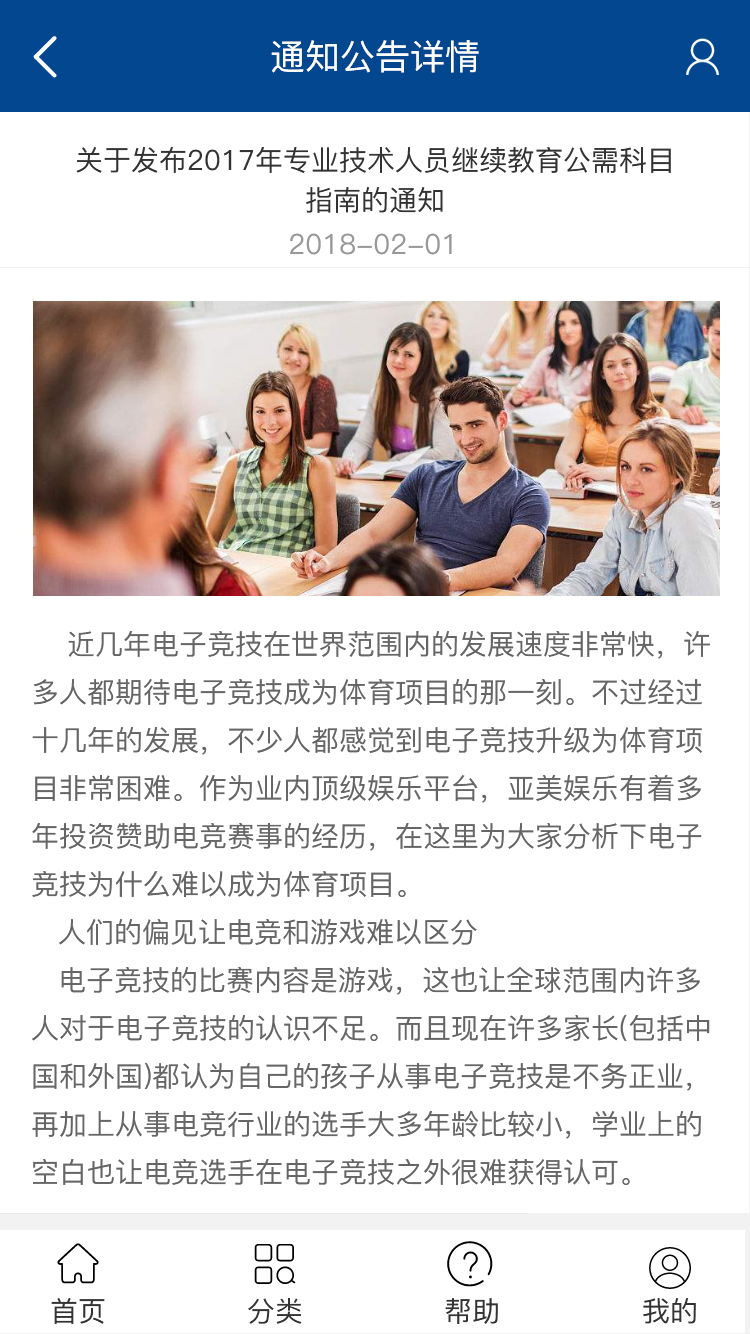 通知公告详情
关于发布2017年专业技术人员继续教育公需科目
指南的通知
2018-02-01
近几年电子竞技在世界范围内的发展速度非常快，许
多人都期待电子竞技成为体育项目的那一刻。不过经过
十几年的发展，不少人都感觉到电子竞技升级为体育项
目非常困难。作为业内顶级娱乐平台，亚美娱乐有着多
年投资赞助电竞赛事的经历，在这里为大家分析下电子
竞技为什么难以成为体育项目。
人们的偏见让电竞和游戏难以区分
电子竞技的比赛内容是游戏，这也让全球范围内许多
人对于电子竞技的认识不足。而且现在许多家长(包括中
国和外国)都认为自己的孩子从事电子竞技是不务正业，
再加上从事电竞行业的选手大多年龄比较小，学业上的
空白也让电竞选手在电子竞技之外很难获得认可。
首页 分类 帮助 我的